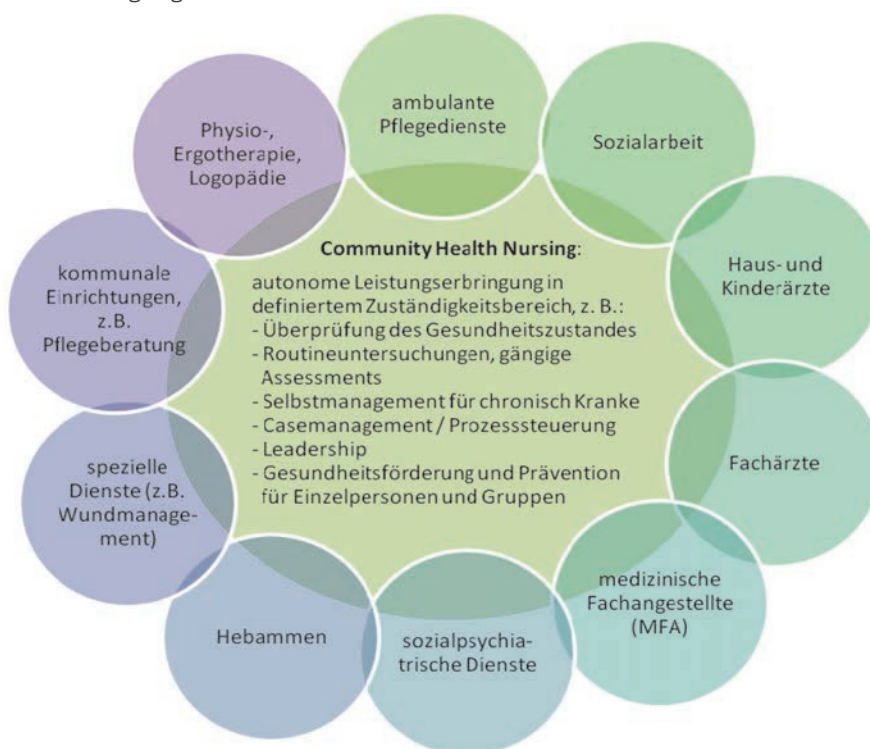 ambulante
Pflegedienste
Sozialarbeit
Haus- und
Kinderärzte
Fachärzte
medizinische
Fachangestellte
(MFA)
sozialpsychia-
trische Dienste
Hebammen
spezielle
Dienste (z.B.
Wundmanage-
ment)
kommunale
Einrichtungen,
z.B.
Pflegeberatung
Physio-,
Ergotherapie,
Logopädie
Community Health Nursing:
autonome Leistungserbringung in
definiertem Zuständigkeitsbereich, z. B.:
- Überprüfung des Gesundheitszustandes
- Routineuntersuchungen, gängige
Assessments
- Selbstmanagement für chronisch Kranke
- Casemanagement / Prozesssteuerung
- Leadership
- Gesundheitsförderung und Prävention
für Einzelpersonen und Gruppen